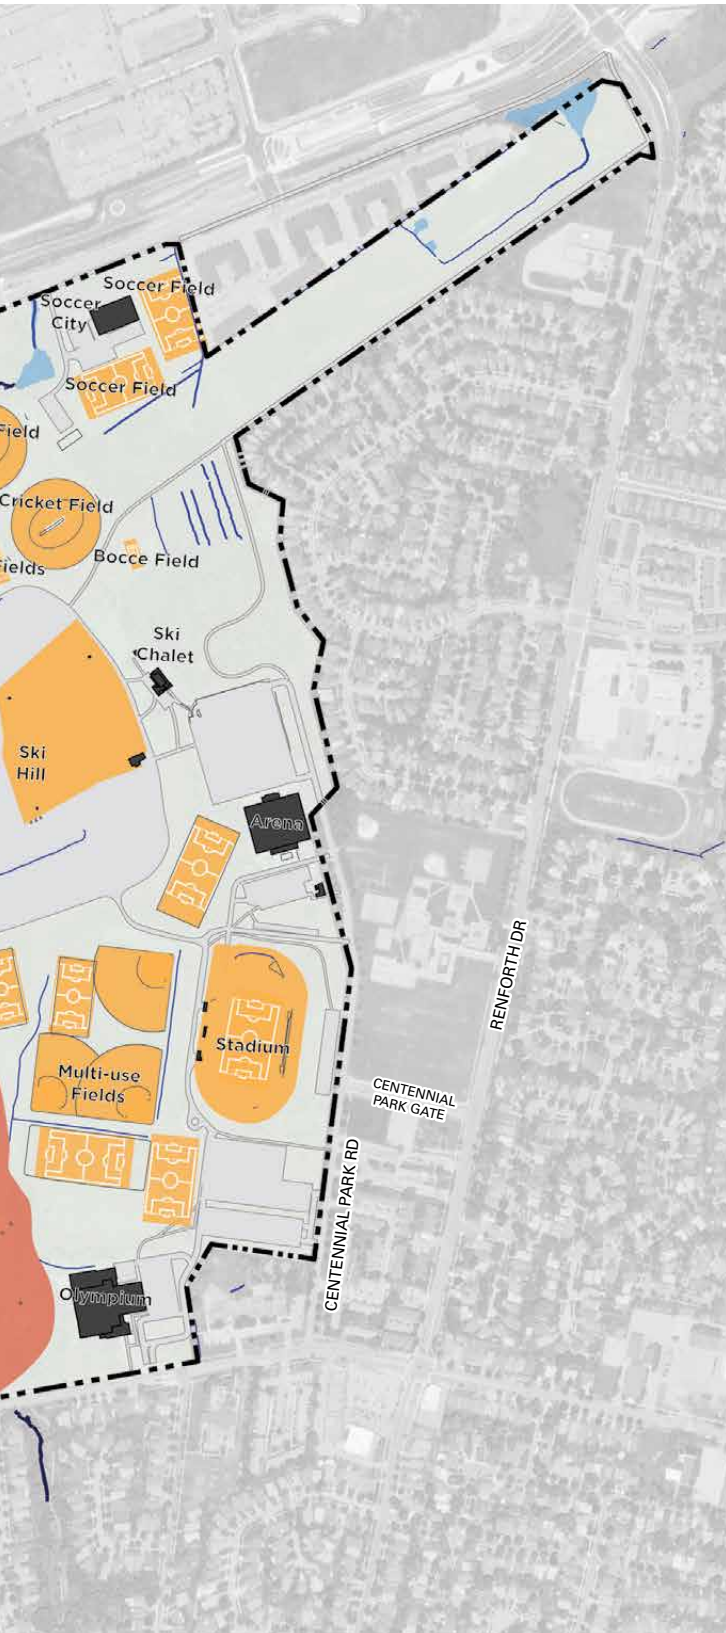 Soccer Field
Soccer
City
Soccer Field
Field
Cricket Field
Fields
Bocce Field
Ski
Chalet
Ski
Hill
Arena
RENFORTH DR
Stadium
Multi-use
Fields
CENTENNIAL
PARK GATE
CENTENNIAL PARK RD
Olympium